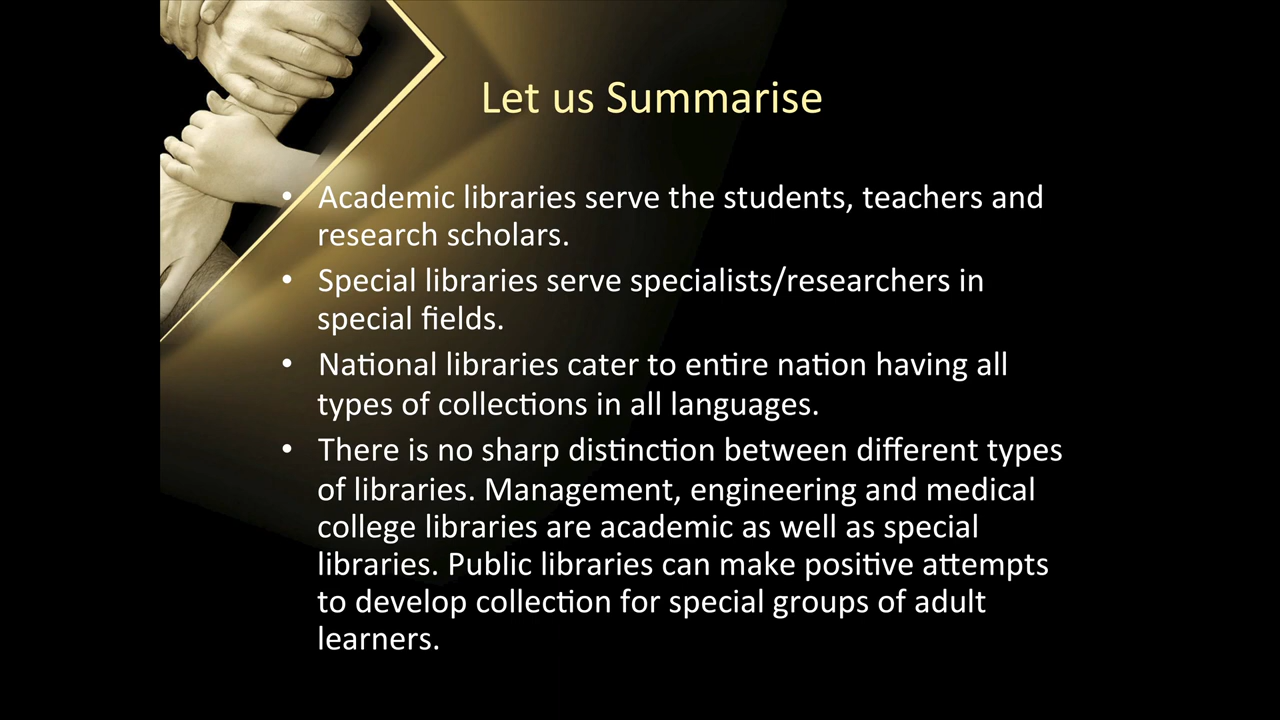 Let us Summarise
• Academic libraries serve the students, teachers and
research scholars.
• Special libraries serve specialists/researchers in
special fields.
• National libraries cater to entire nation having all
types of collections in all languages.
• There is no sharp distinction between different types
of libraries. Management, engineering and medical
college libraries are academic as well as special
libraries. Public libraries can make positive attempts
to develop collection for special groups of adult
learners.